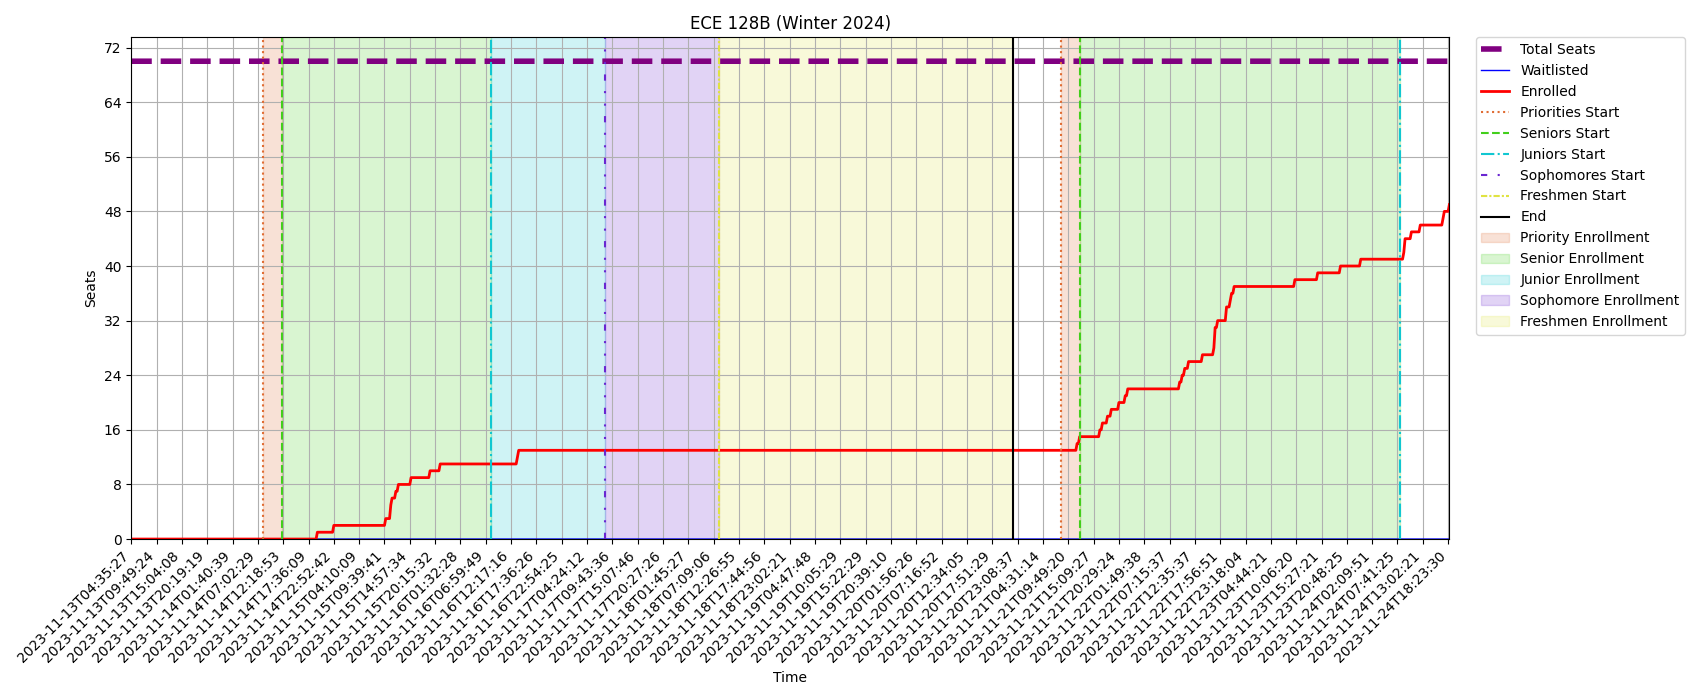 ECE 128B (Winter 2024)
72
64
56
48
40
32
24
16
8
0
Seats
2023-11-13T04:35:27
2023-11-13T09:49:24
2023-11-13T15:04:08
2023-11-13T20:19:19
2023-11-14T01:40:39
2023-11-14T07:02:29
2023-11-14T12:18:53
2023-11-14T17:36:09
2023-11-14T22:52:42
2023-11-15T04:10:09
2023-11-15T09:39:41
2023-11-15T14:57:34
2023-11-15T20:15:32
2023-11-16T01:32:28
2023-11-16T06:59:49
2023-11-16T12:17:16
2023-11-16T17:36:26
2023-11-16T22:54:25
2023-11-17T04:24:12
2023-11-17T09:43:36
2023-11-17T15:07:46
2023-11-17T20:27:26
2023-11-18T01:45:27
2023-11-18T07:09:06
2023-11-18T12:26:55
2023-11-18T17:44:56
2023-11-18T23:02:21
2023-11-19T04:47:48
2023-11-19T10:05:29
2023-11-19T15:22:29
2023-11-19T20:39:10
2023-11-20T01:56:26
2023-11-20T07:16:52
2023-11-20T12:34:05
2023-11-20T17:51:29
2023-11-20T23:08:37
2023-11-21T04:31:14
2023-11-21T09:49:20
2023-11-21T15:09:27
2023-11-21T20:29:24
2023-11-22T01:49:38
2023-11-22T07:15:37
2023-11-22T12:35:37
2023-11-22T17:56:51
2023-11-22T23:18:04
2023-11-23T04:44:21
2023-11-23T10:06:20
2023-11-23T15:27:21
2023-11-23T20:48:25
2023-11-24T02:09:51
2023-11-24T07:41:25
2023-11-24T13:02:21
2023-11-24T18:23:30
Time
Total Seats
Waitlisted
Enrolled
Priorities Start
Seniors Start
Juniors Start
Sophomores Start
Freshmen Start
End
Priority Enrollment
Senior Enrollment
Junior Enrollment
Sophomore Enrollment
Freshmen Enrollment